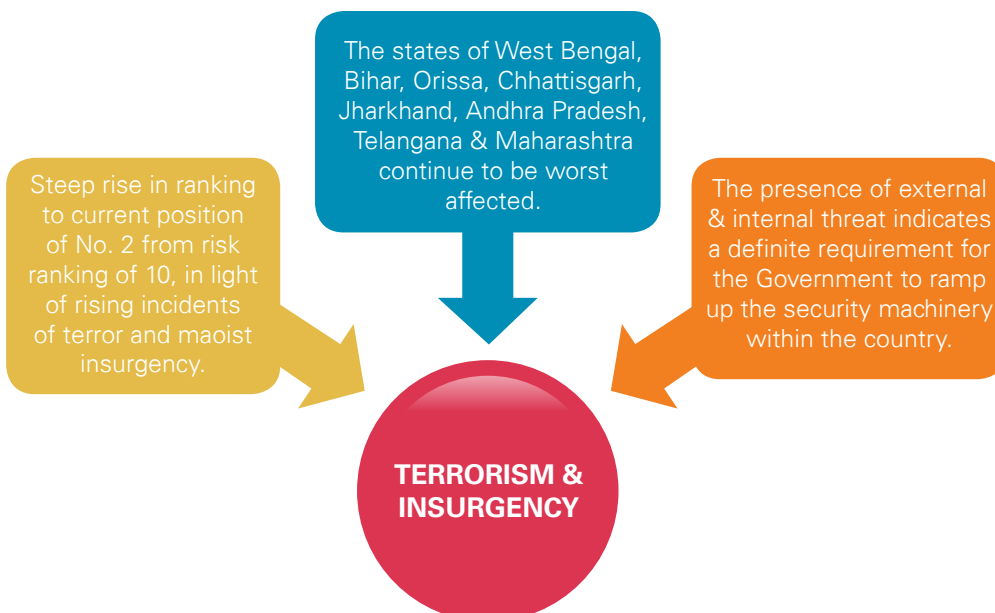 The states of West Bengal,
Bihar, Orissa, Chhattisgarh,
Jharkhand, Andhra Pradesh,
Telangana & Maharashtra
continue to be worst
affected.
Steep rise in ranking
to current position
of No. 2 from risk
ranking of 10, in light
of rising incidents
of terror and maoist
insurgency.
The presence of external
& internal threat indicates
a definite requirement for
the Government to ramp
up the security machinery
within the country.
TERRORISM &
INSURGENCY